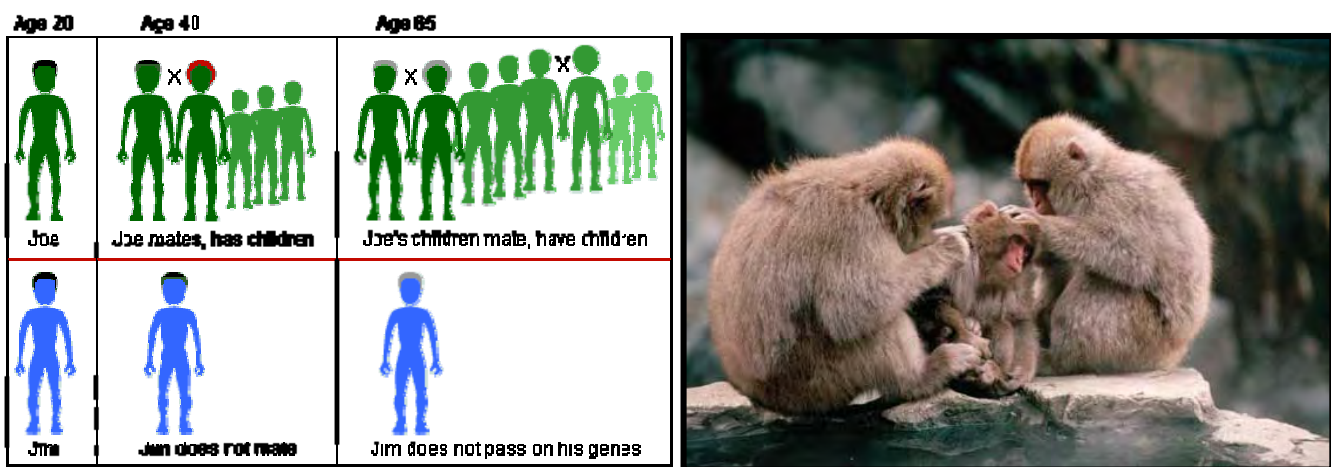 Age 20
Age 40
Age 65
Joe
Joe mates, has children
Joe's children mate, have children
Jim
Jim does not mate
Jim does not pass on his genes